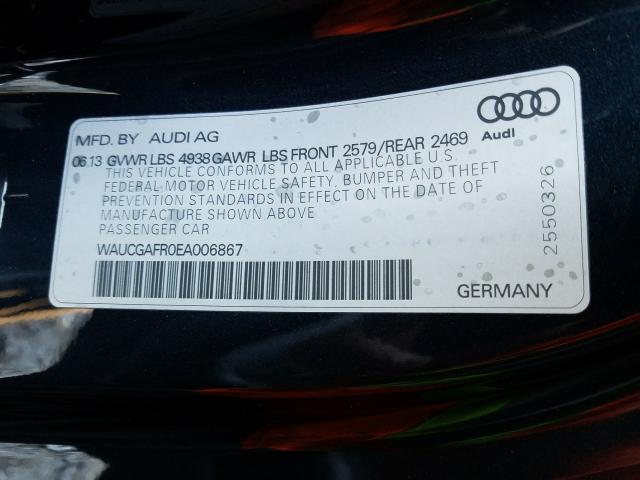 MFD. BY AUDI AG
06 13 GVWR LBS 4938 GAWR LBS FRONT 2579/REAR 2469
THIS VEHICLE CONFORMS TO ALL APPLICABLE U.S.
FEDERAL MOTOR VEHICLE SAFETY, BUMPER AND THEFT
PREVENTION STANDARDS IN EFFECT ON THE DATE OF
MANUFACTURE SHOWN ABOVE
PASSENGER CAR
WAUCGAFR0EA006867
Audi
2550326
GERMANY